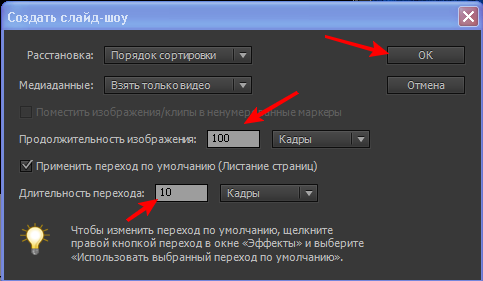 Создать слайд-шоу
Расстановка: Порядок сортировки OK
Медиаданные: Взять только видео Отмена
Поместить изображения/клипы в ненумерованные маркеры
Продолжительность изображения: 100 Кадры
Применить переход по умолчанию (Листание страниц)
Длительность перехода: 10 Кадры
Чтобы изменить переход по умолчанию, щелкните
правой кнопкой переход в окне «Эффекты» и выберите
«Использовать выбранный переход по умолчанию».